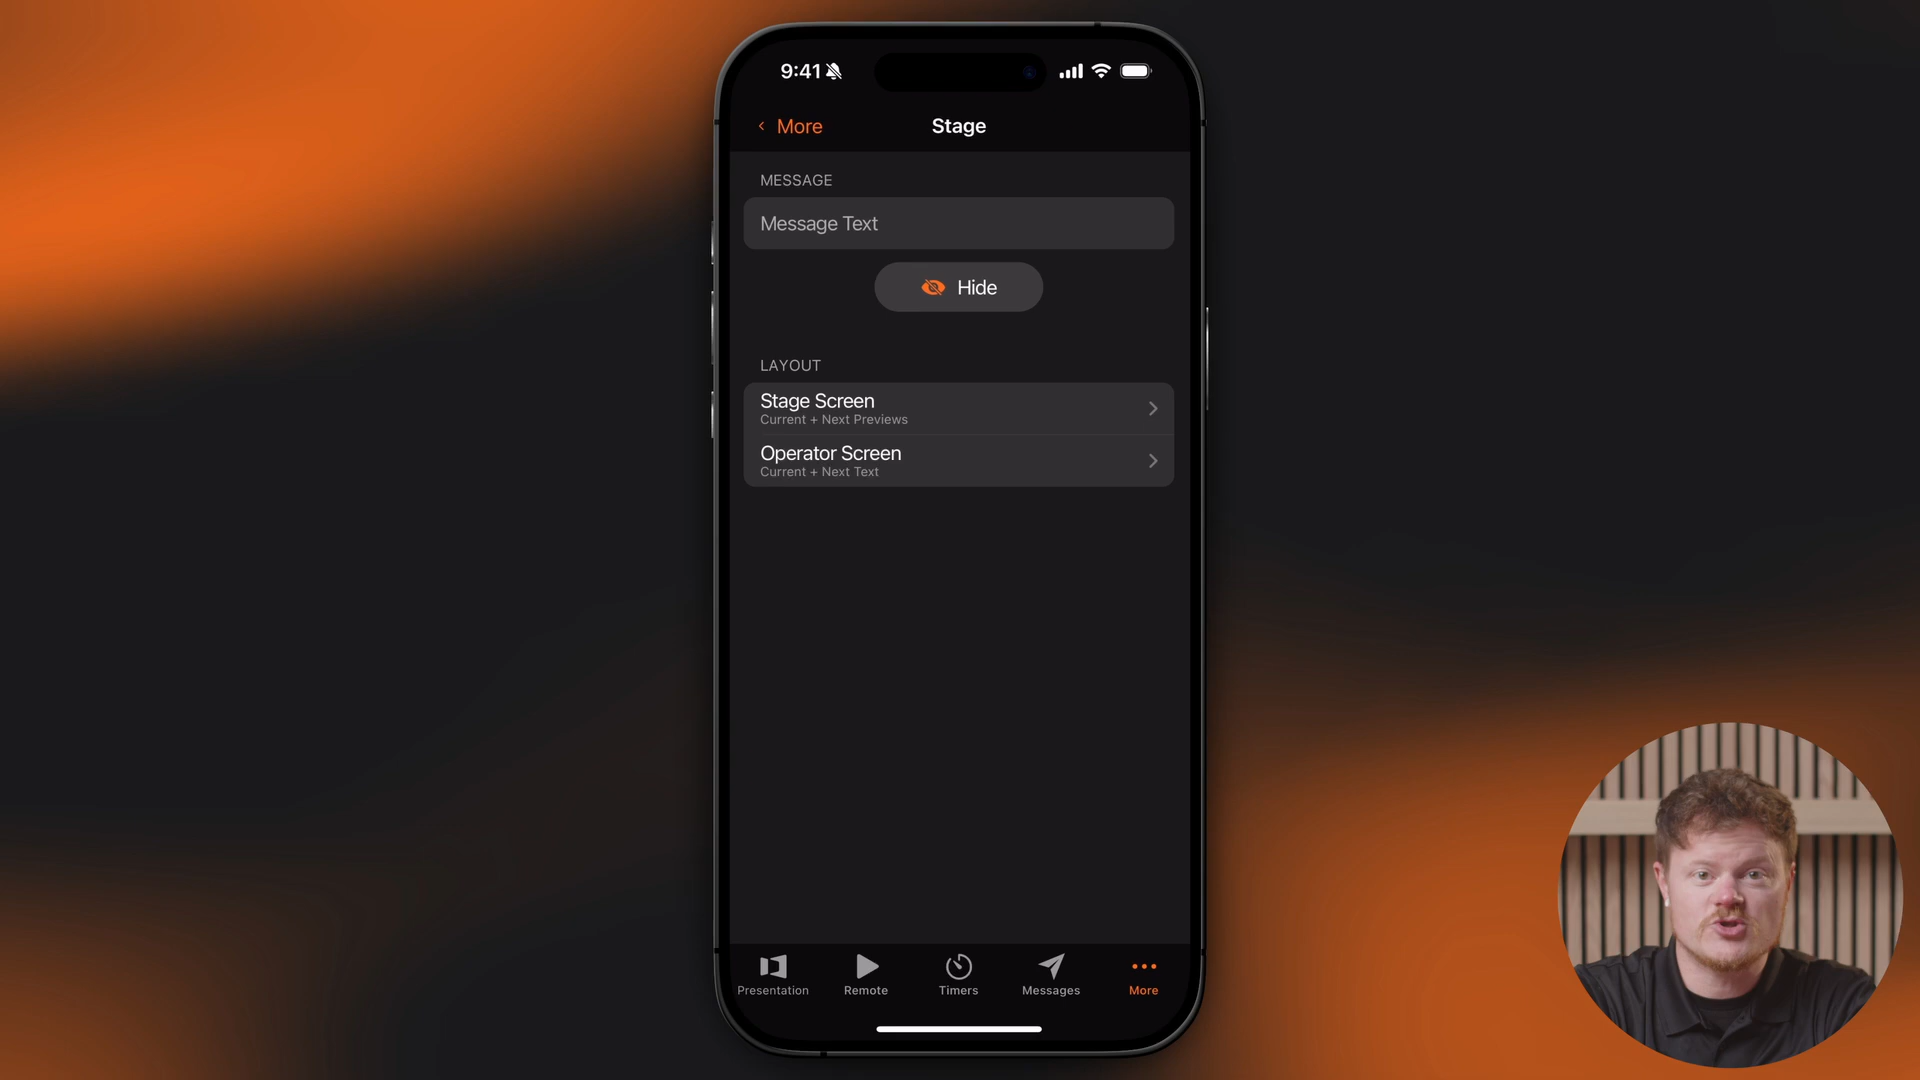 9:41
More
Stage
MESSAGE
Message Text
Hide
LAYOUT
Stage Screen
Current + Next Previews
Operator Screen
Current + Next Text
Presentation
Remote
Timers
Messages
More